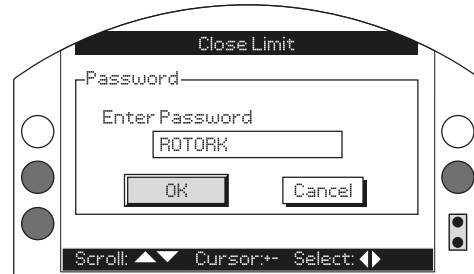 Close Limit
Password
Enter Password
ROTORK
OK Cancel
Scroll: ▲▼ Cursor:+- Select: ◀▶